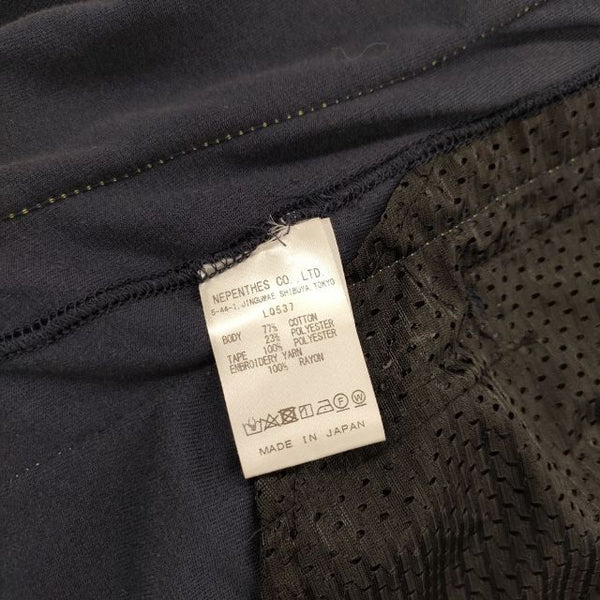 NEPENTHES CO., LTD.
5-44-1, JINGUMAE SHIBUYA, TOKYO
LQ537
BODY 77% COTTON
23% POLYESTER
TAPE 100% POLYESTER
EMBROIDERY YARN
100% RAYON
F W
MADE IN JAPAN